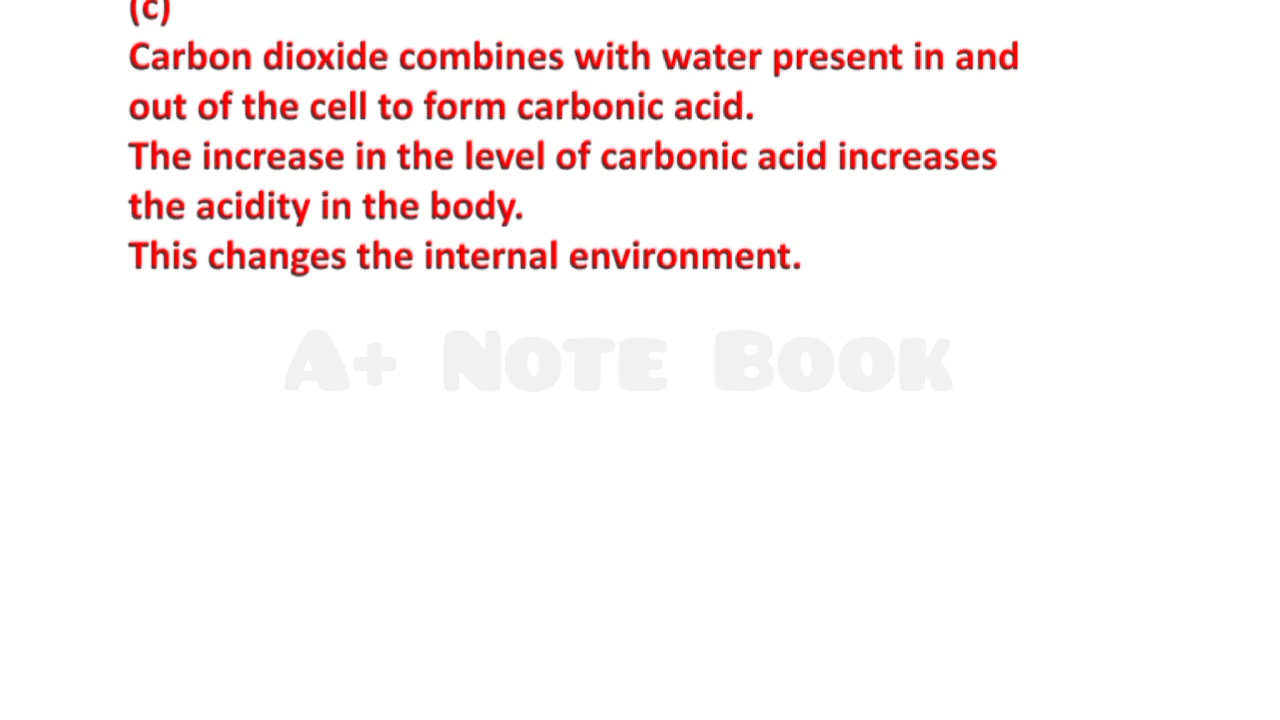 (c)
Carbon dioxide combines with water present in and
out of the cell to form carbonic acid.
The increase in the level of carbonic acid increases
the acidity in the body.
This changes the internal environment.
A+ Note Book